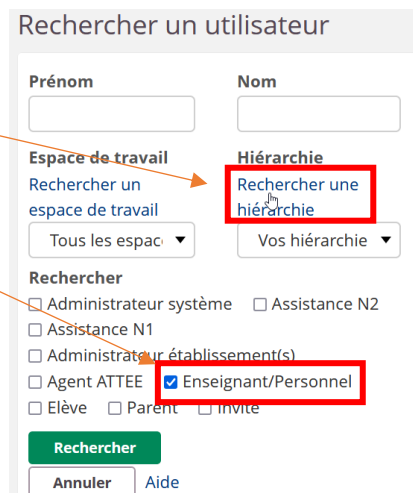 Rechercher un utilisateur
Prénom Nom
Espace de travail Hiérarchie
Rechercher un Rechercher une
espace de travail hiérarchie
Tous les espac Vos hiérarchie
Rechercher
Administrateur système Assistance N2
Assistance N1
Administrateur établissement(s)
Agent ATTEE Enseignant/Personnel
Elève Parent Invité
Rechercher
Annuler Aide